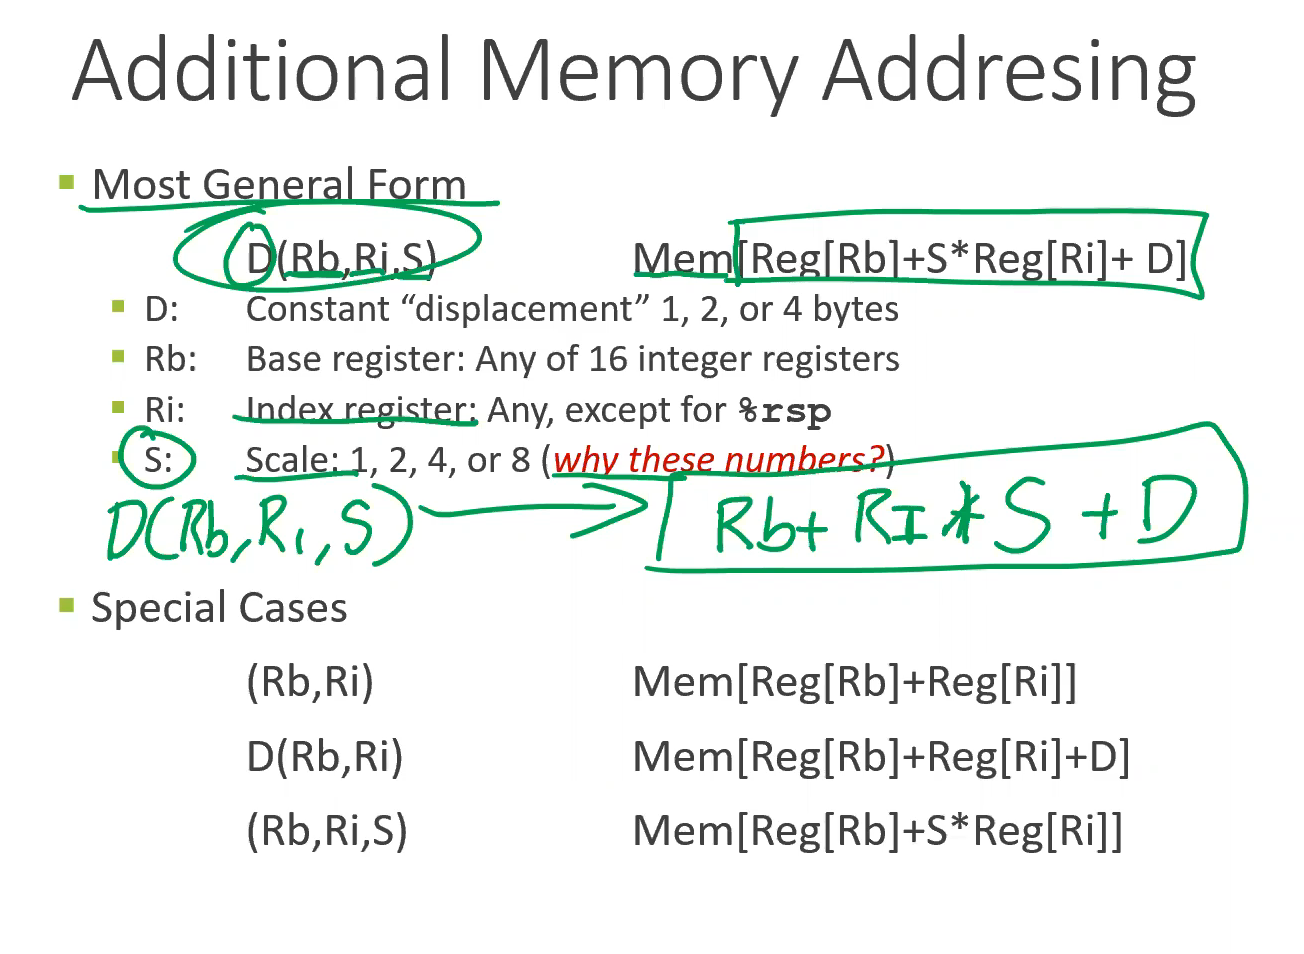 Additional Memory Addresing
Most General Form
D(Rb,Ri,S) Mem[Reg[Rb]+S*Reg[Ri]+ D]
D: Constant “displacement” 1, 2, or 4 bytes
Rb: Base register: Any of 16 integer registers
Ri: Index register: Any, except for %rsp
S: Scale: 1, 2, 4, or 8 (why these numbers?)
D(Rb,Ri,S) → Rb+ RI * S + D
Special Cases
(Rb,Ri) Mem[Reg[Rb]+Reg[Ri]]
D(Rb,Ri) Mem[Reg[Rb]+Reg[Ri]+D]
(Rb,Ri,S) Mem[Reg[Rb]+S*Reg[Ri]]